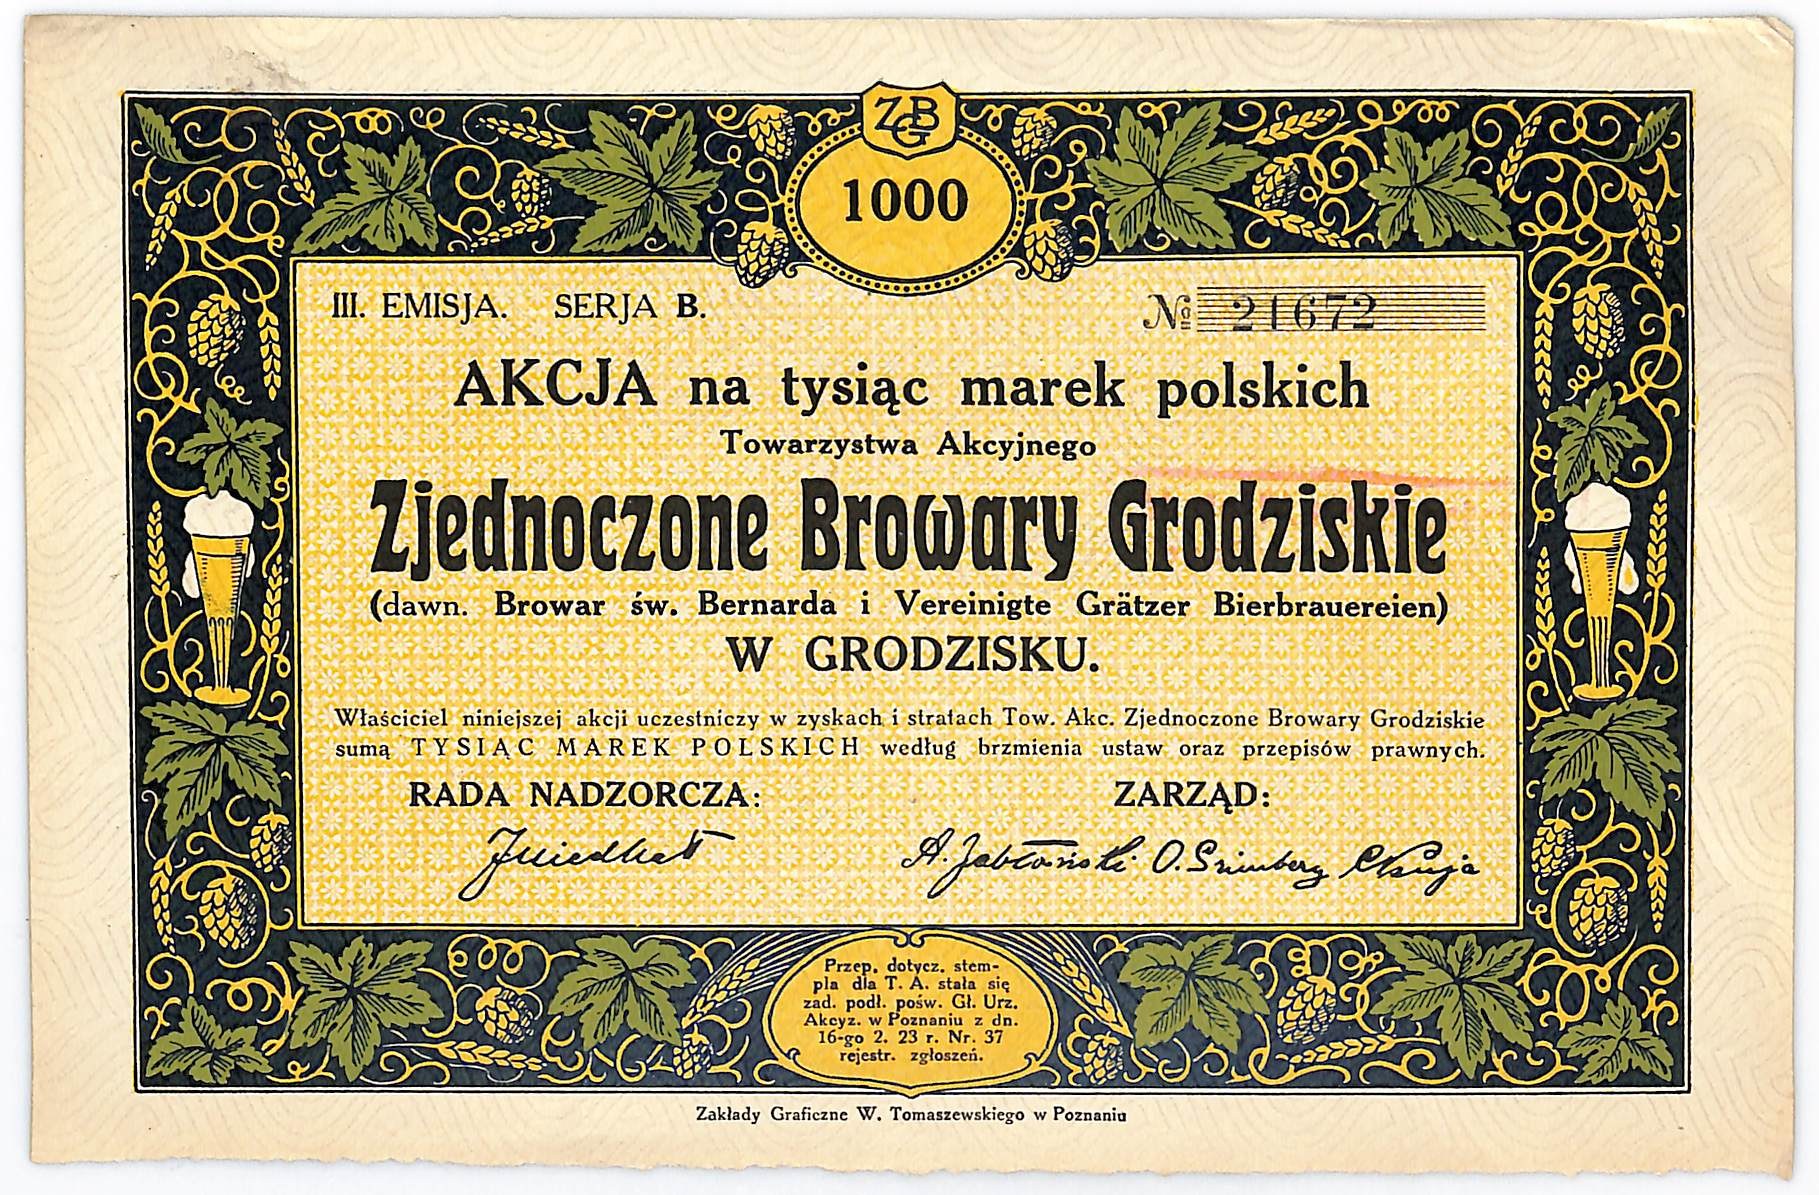 ZGB
1000
III. EMISJA. SERJA B.
№ 21672
AKCJA na tysiąc marek polskich
Towarzystwa Akcyjnego
Zjednoczone Browary Grodziskie
(dawn. Browar św. Bernarda i Vereinigte Grätzer Bierbrauereien)
W GRODZISKU.
Właściciel niniejszej akcji uczestniczy w zyskach i stratach Tow. Akc. Zjednoczone Browary Grodziskie
sumą TYSIĄC MAREK POLSKICH według brzmienia ustaw oraz przepisów prawnych.
RADA NADZORCZA: ZARZĄD:
A. Jabłoński O.
Przep. dotycz. stem-
pla dla T. A. stała się
zad. podł. pośw. Gł. Urz.
Akcyz. w Poznaniu z dn.
16-go 2. 23 r. Nr. 37
rejestr. zgłoszeń.
Zakłady Graficzne W. Tomaszewskiego w Poznaniu